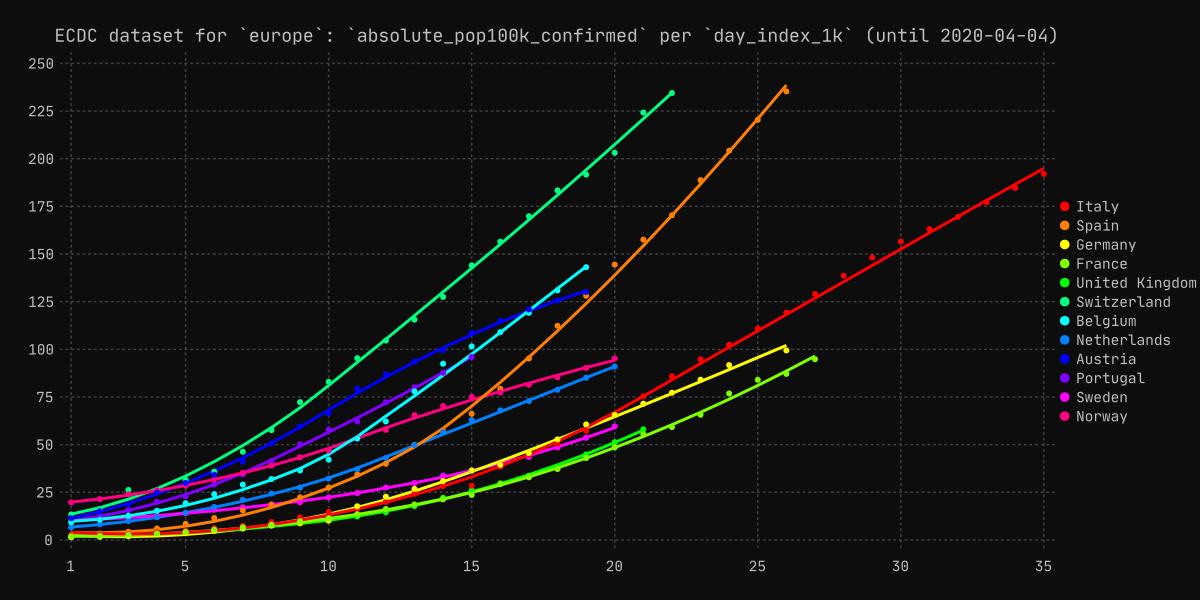 ECDC dataset for `europe`: `absolute_pop100k_confirmed` per `day_index_1k` (until 2020-04-04)
250
225
200
175
150
125
100
75
50
25
0
1 5 10 15 20 25 30 35
Italy
Spain
Germany
France
United Kingdom
Switzerland
Belgium
Netherlands
Austria
Portugal
Sweden
Norway